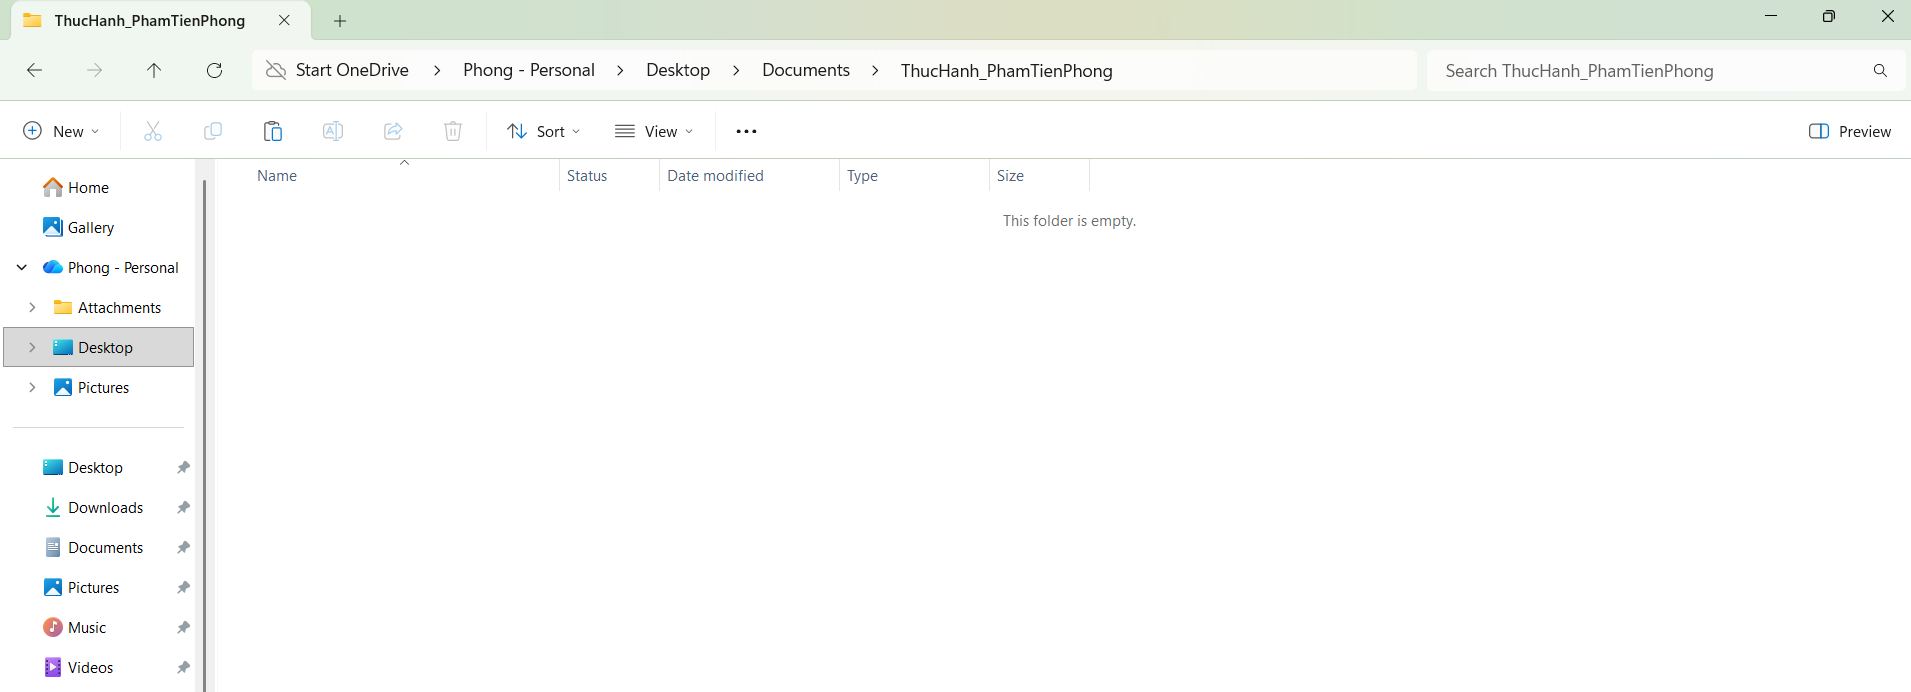 ThucHanh_PhamTienPhong
Start OneDrive > Phong - Personal > Desktop > Documents > ThucHanh_PhamTienPhong
Search ThucHanh_PhamTienPhong
New
Sort
View
Preview
Name Status Date modified Type Size
This folder is empty.
Home
Gallery
Phong - Personal
Attachments
Desktop
Pictures
Desktop
Downloads
Documents
Pictures
Music
Videos